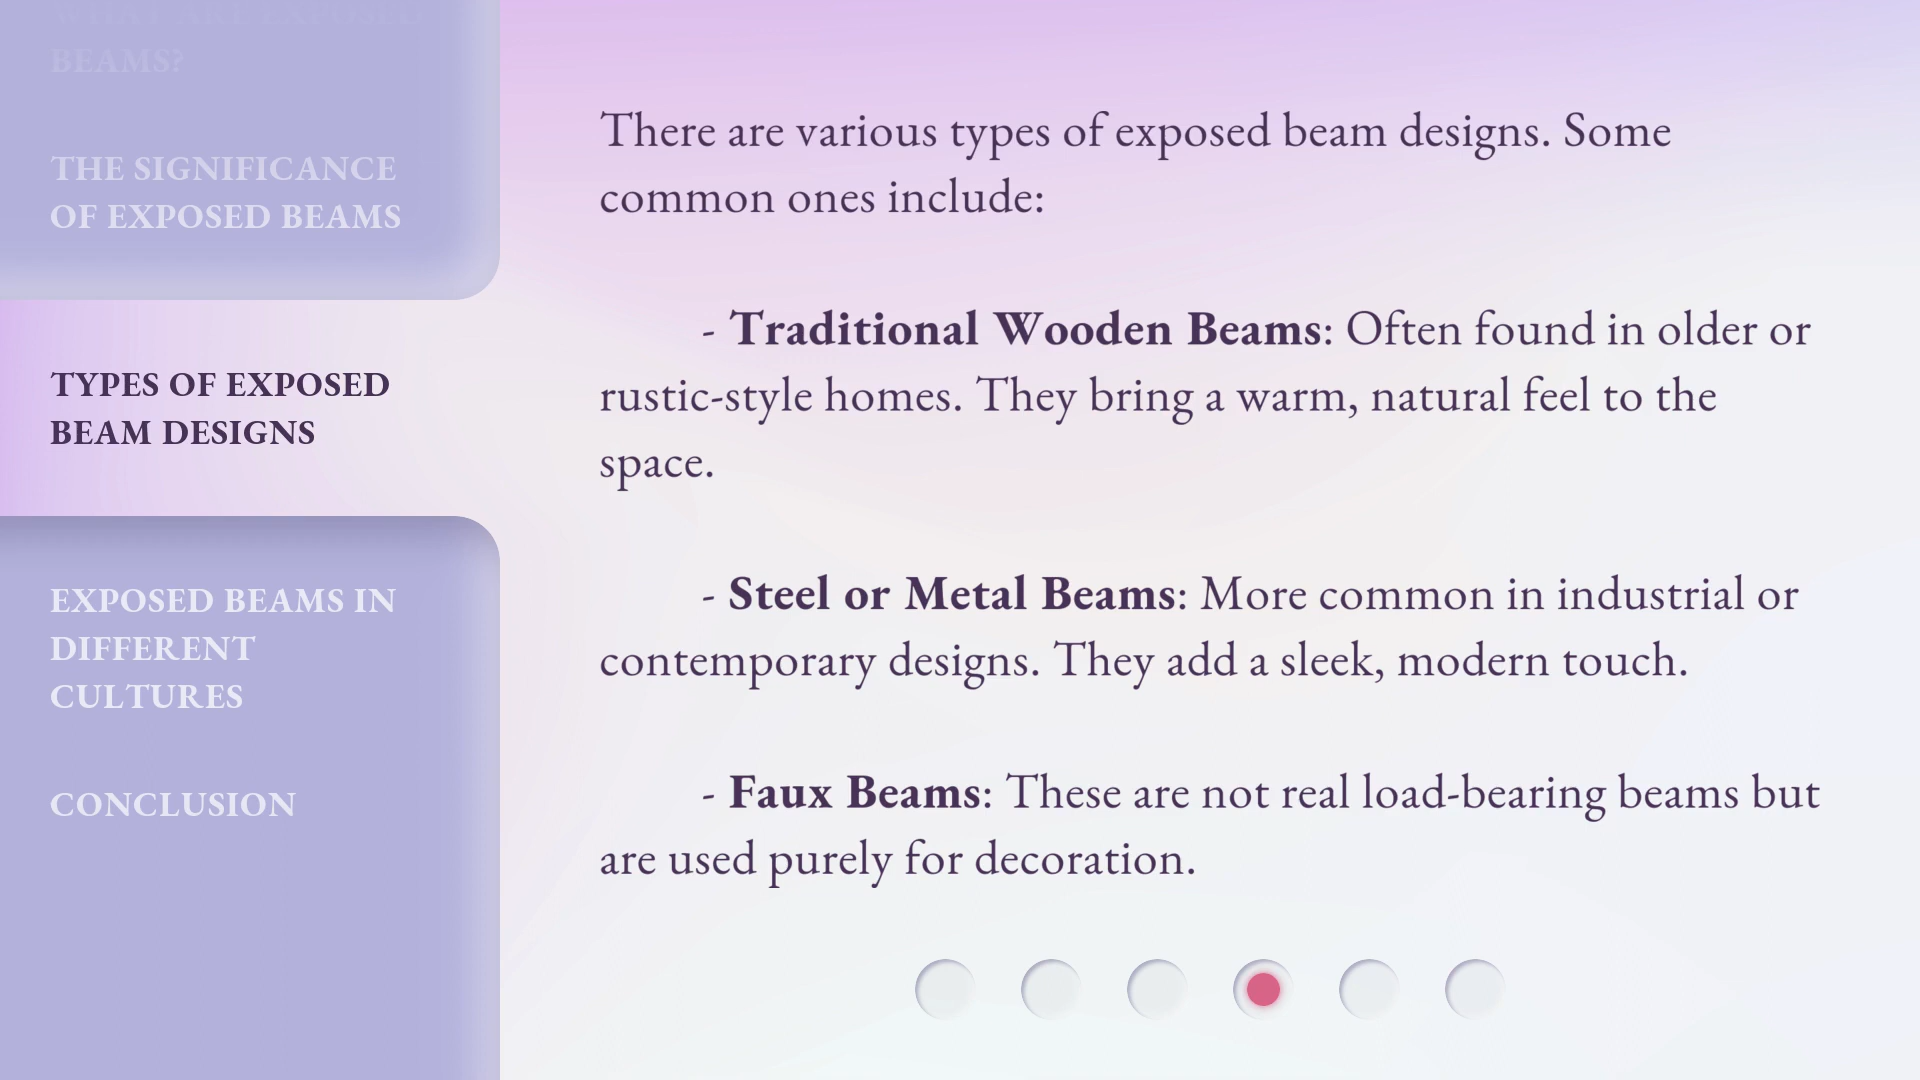 WHAT ARE EXPOSED
BEAMS?
THE SIGNIFICANCE
OF EXPOSED BEAMS
TYPES OF EXPOSED
BEAM DESIGNS
EXPOSED BEAMS IN
DIFFERENT
CULTURES
CONCLUSION
There are various types of exposed beam designs. Some
common ones include:
- Traditional Wooden Beams: Often found in older or
rustic-style homes. They bring a warm, natural feel to the
space.
- Steel or Metal Beams: More common in industrial or
contemporary designs. They add a sleek, modern touch.
- Faux Beams: These are not real load-bearing beams but
are used purely for decoration.